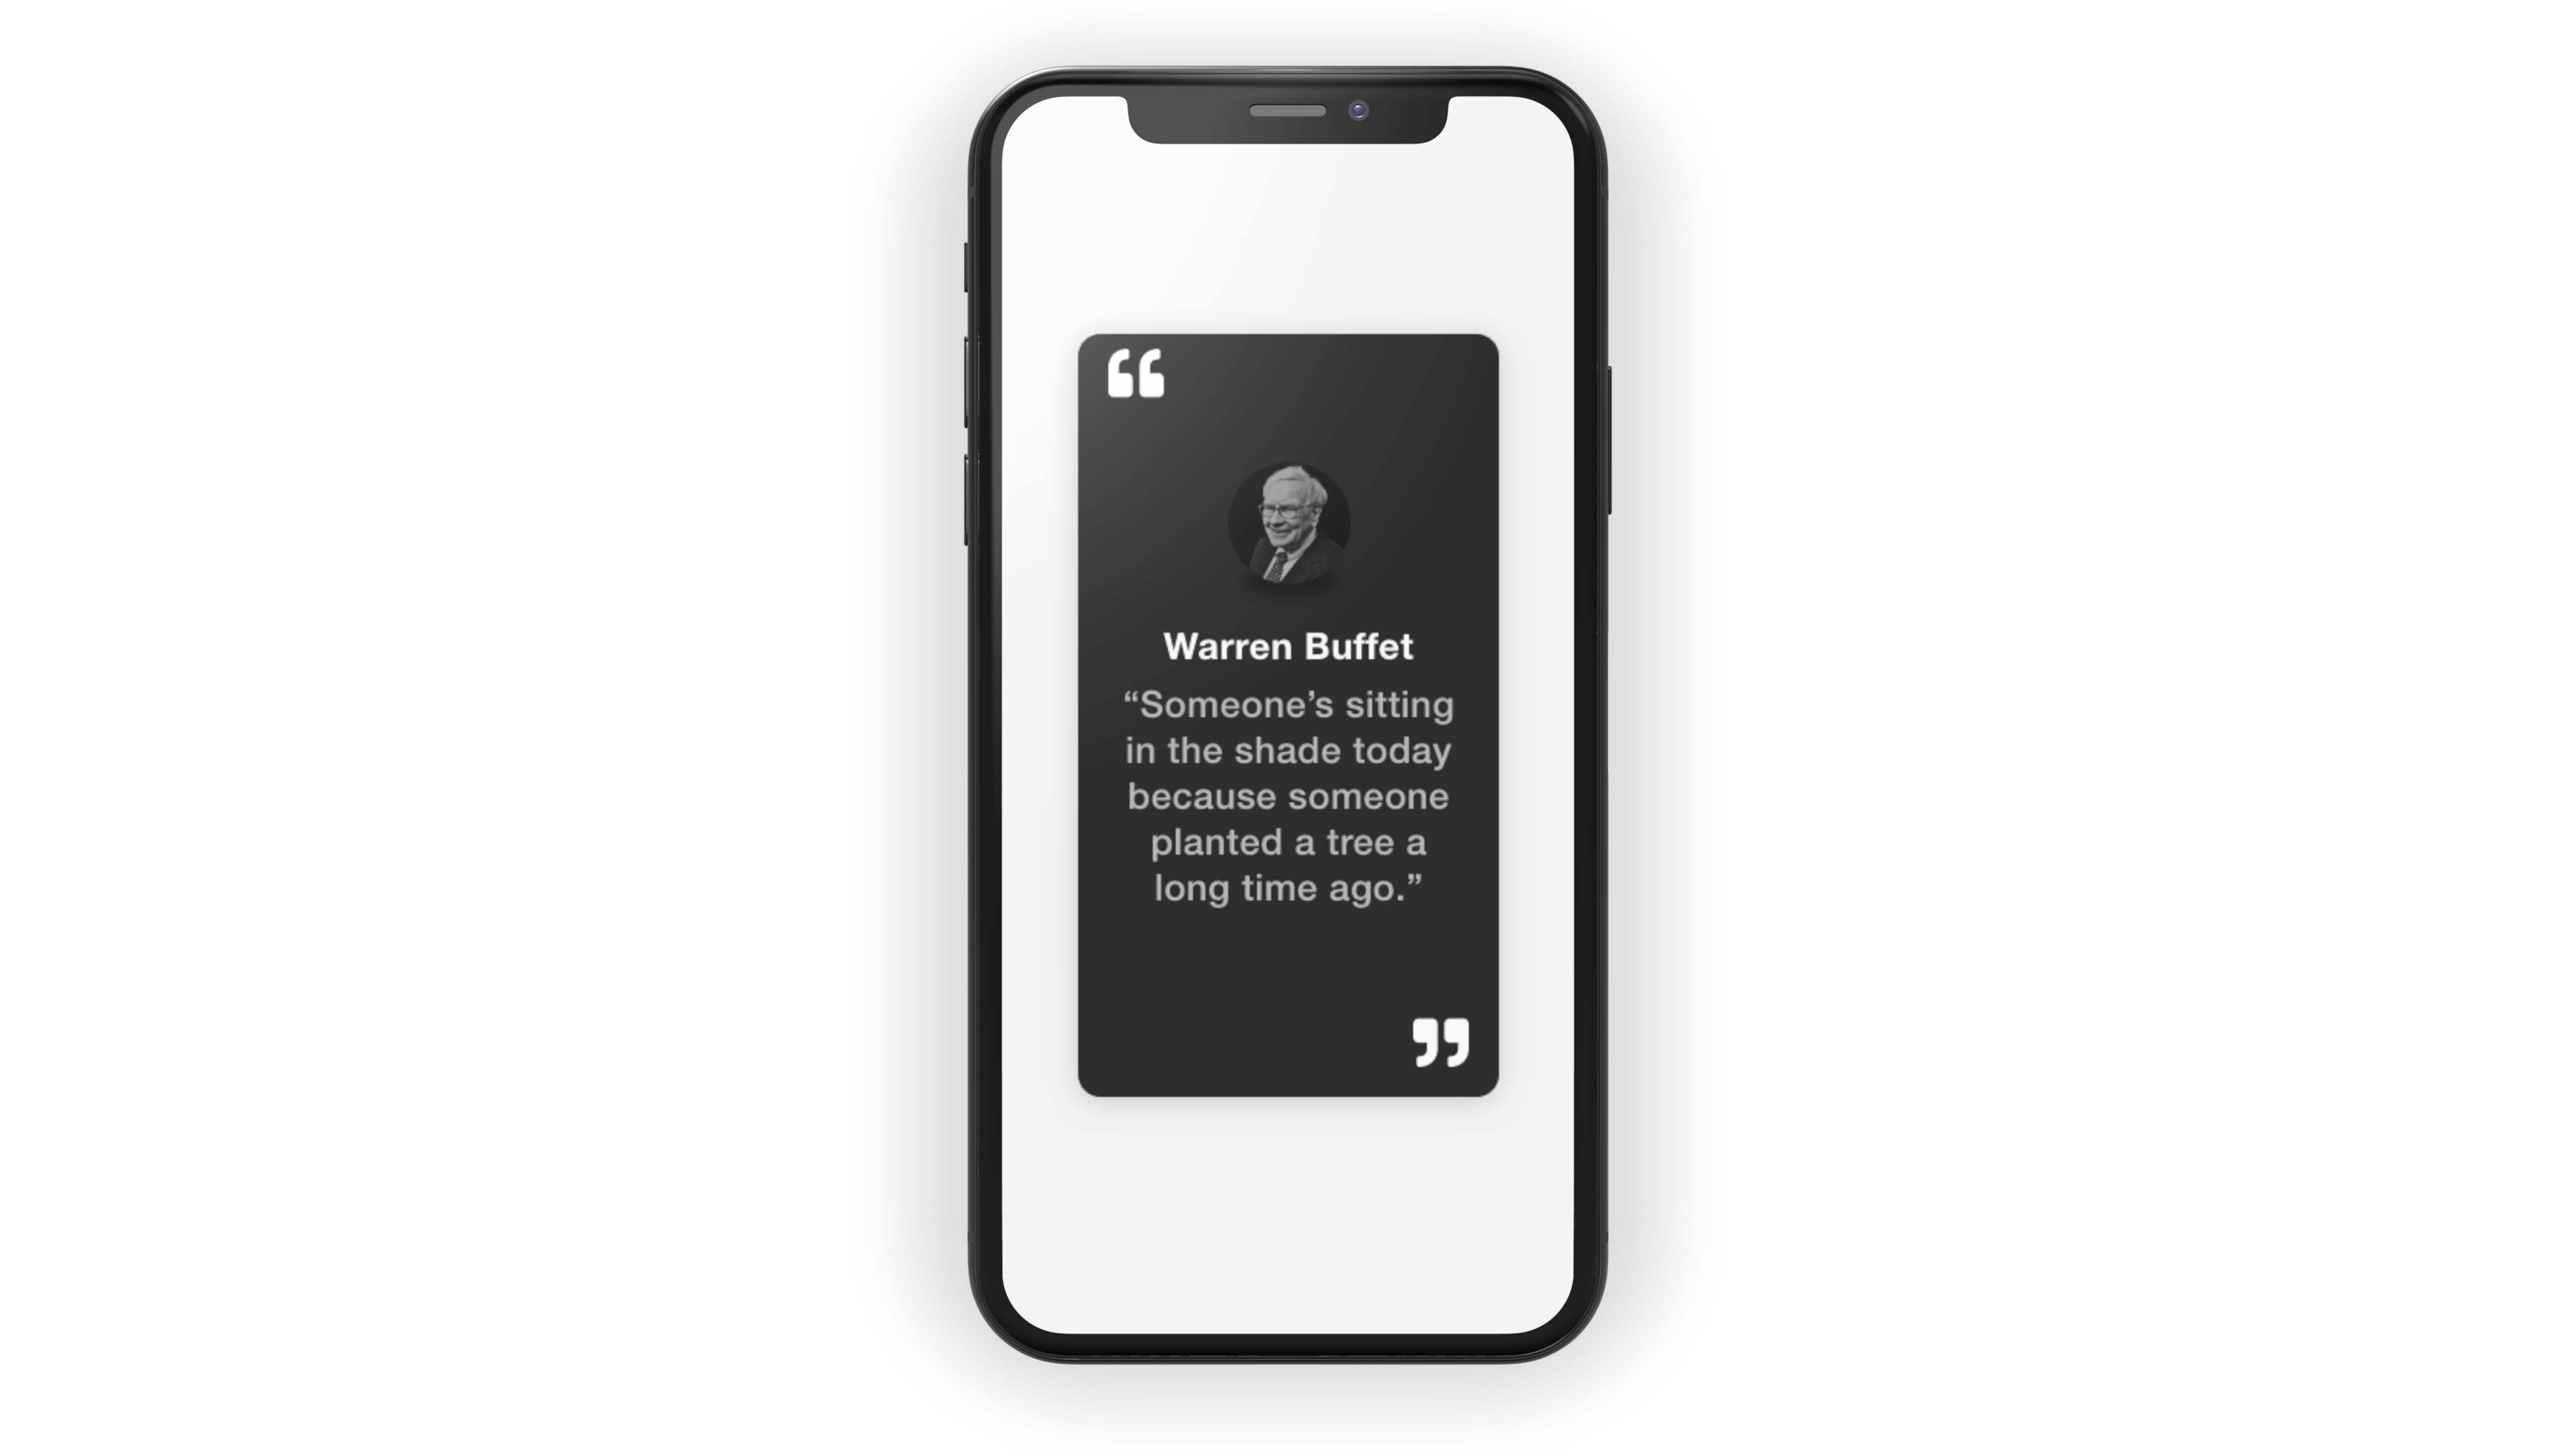 “
Warren Buffet
“Someone’s sitting
in the shade today
because someone
planted a tree a
long time ago.”
”